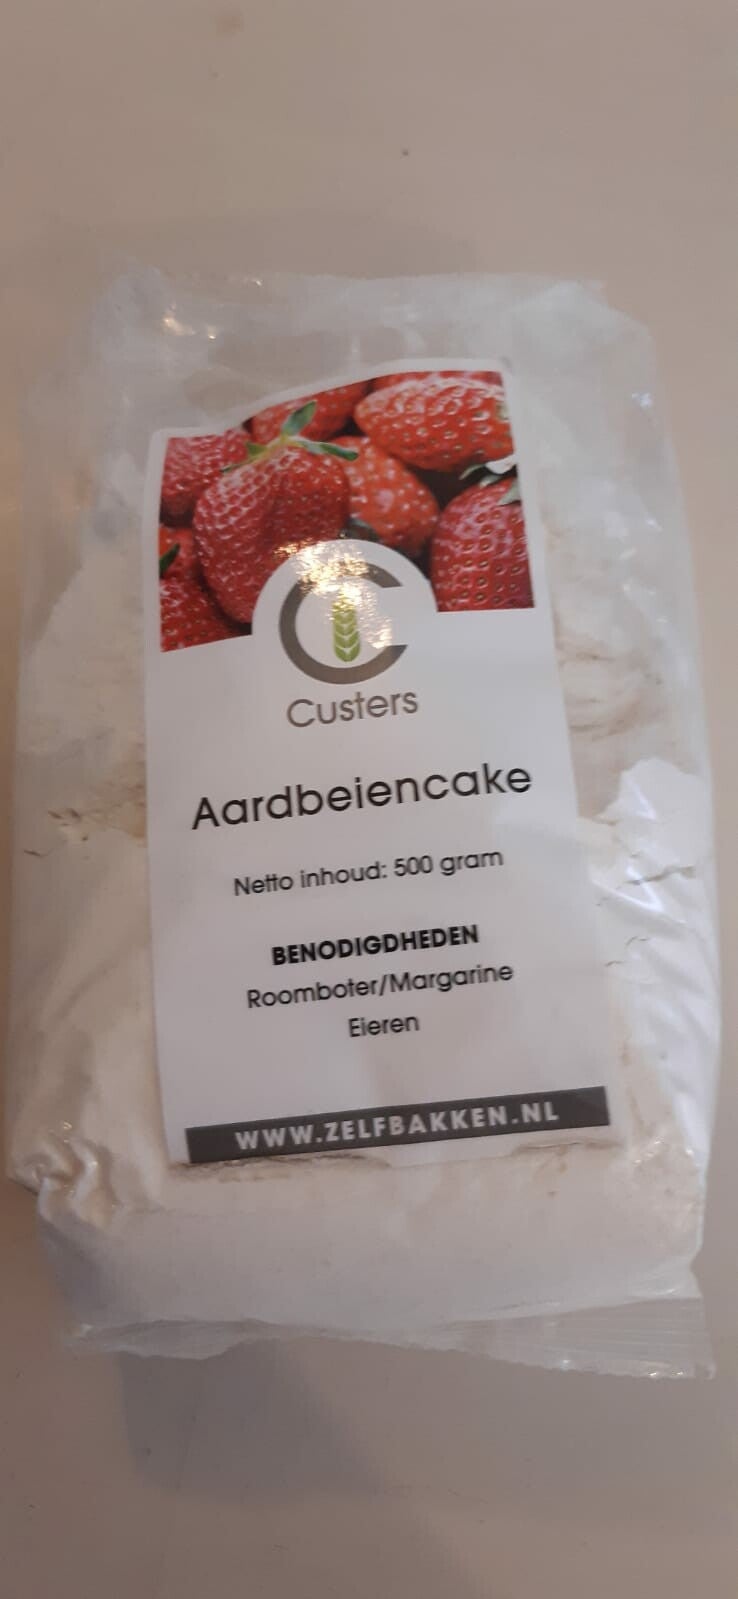 Custers
Aardbeiencake
Netto inhoud: 500 gram
BENODIGDHEDEN
Roomboter/Margarine
Eieren
WWW.ZELFBAKKEN.NL